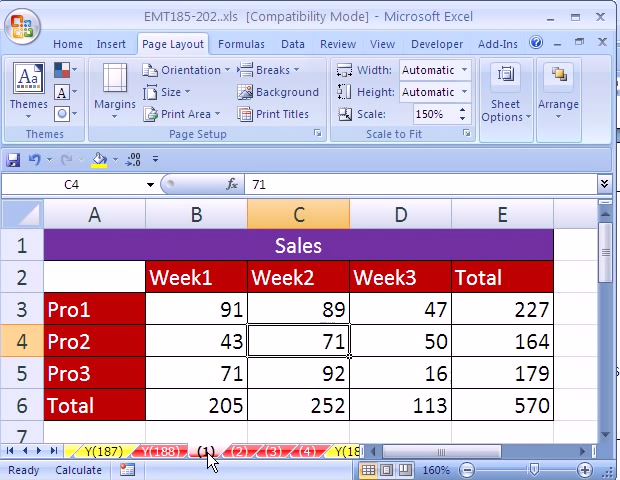 EMT185-202..xls [Compatibility Mode] - Microsoft Excel
Home Insert Page Layout Formulas Data Review View Developer Add-Ins
Themes Margins Orientation Size Print Area Breaks Background Print Titles Width: Automatic Height: Automatic Scale: 150% Sheet Options Arrange
Themes Page Setup Scale to Fit
C4 fx 71
A B C D E
1 Sales
2 Week1 Week2 Week3 Total
3 Pro1 91 89 47 227
4 Pro2 43 71 50 164
5 Pro3 71 92 16 179
6 Total 205 252 113 570
7
Y(187) Y(188) (1) (2) (3) (4) Y(18
Ready Calculate 160%